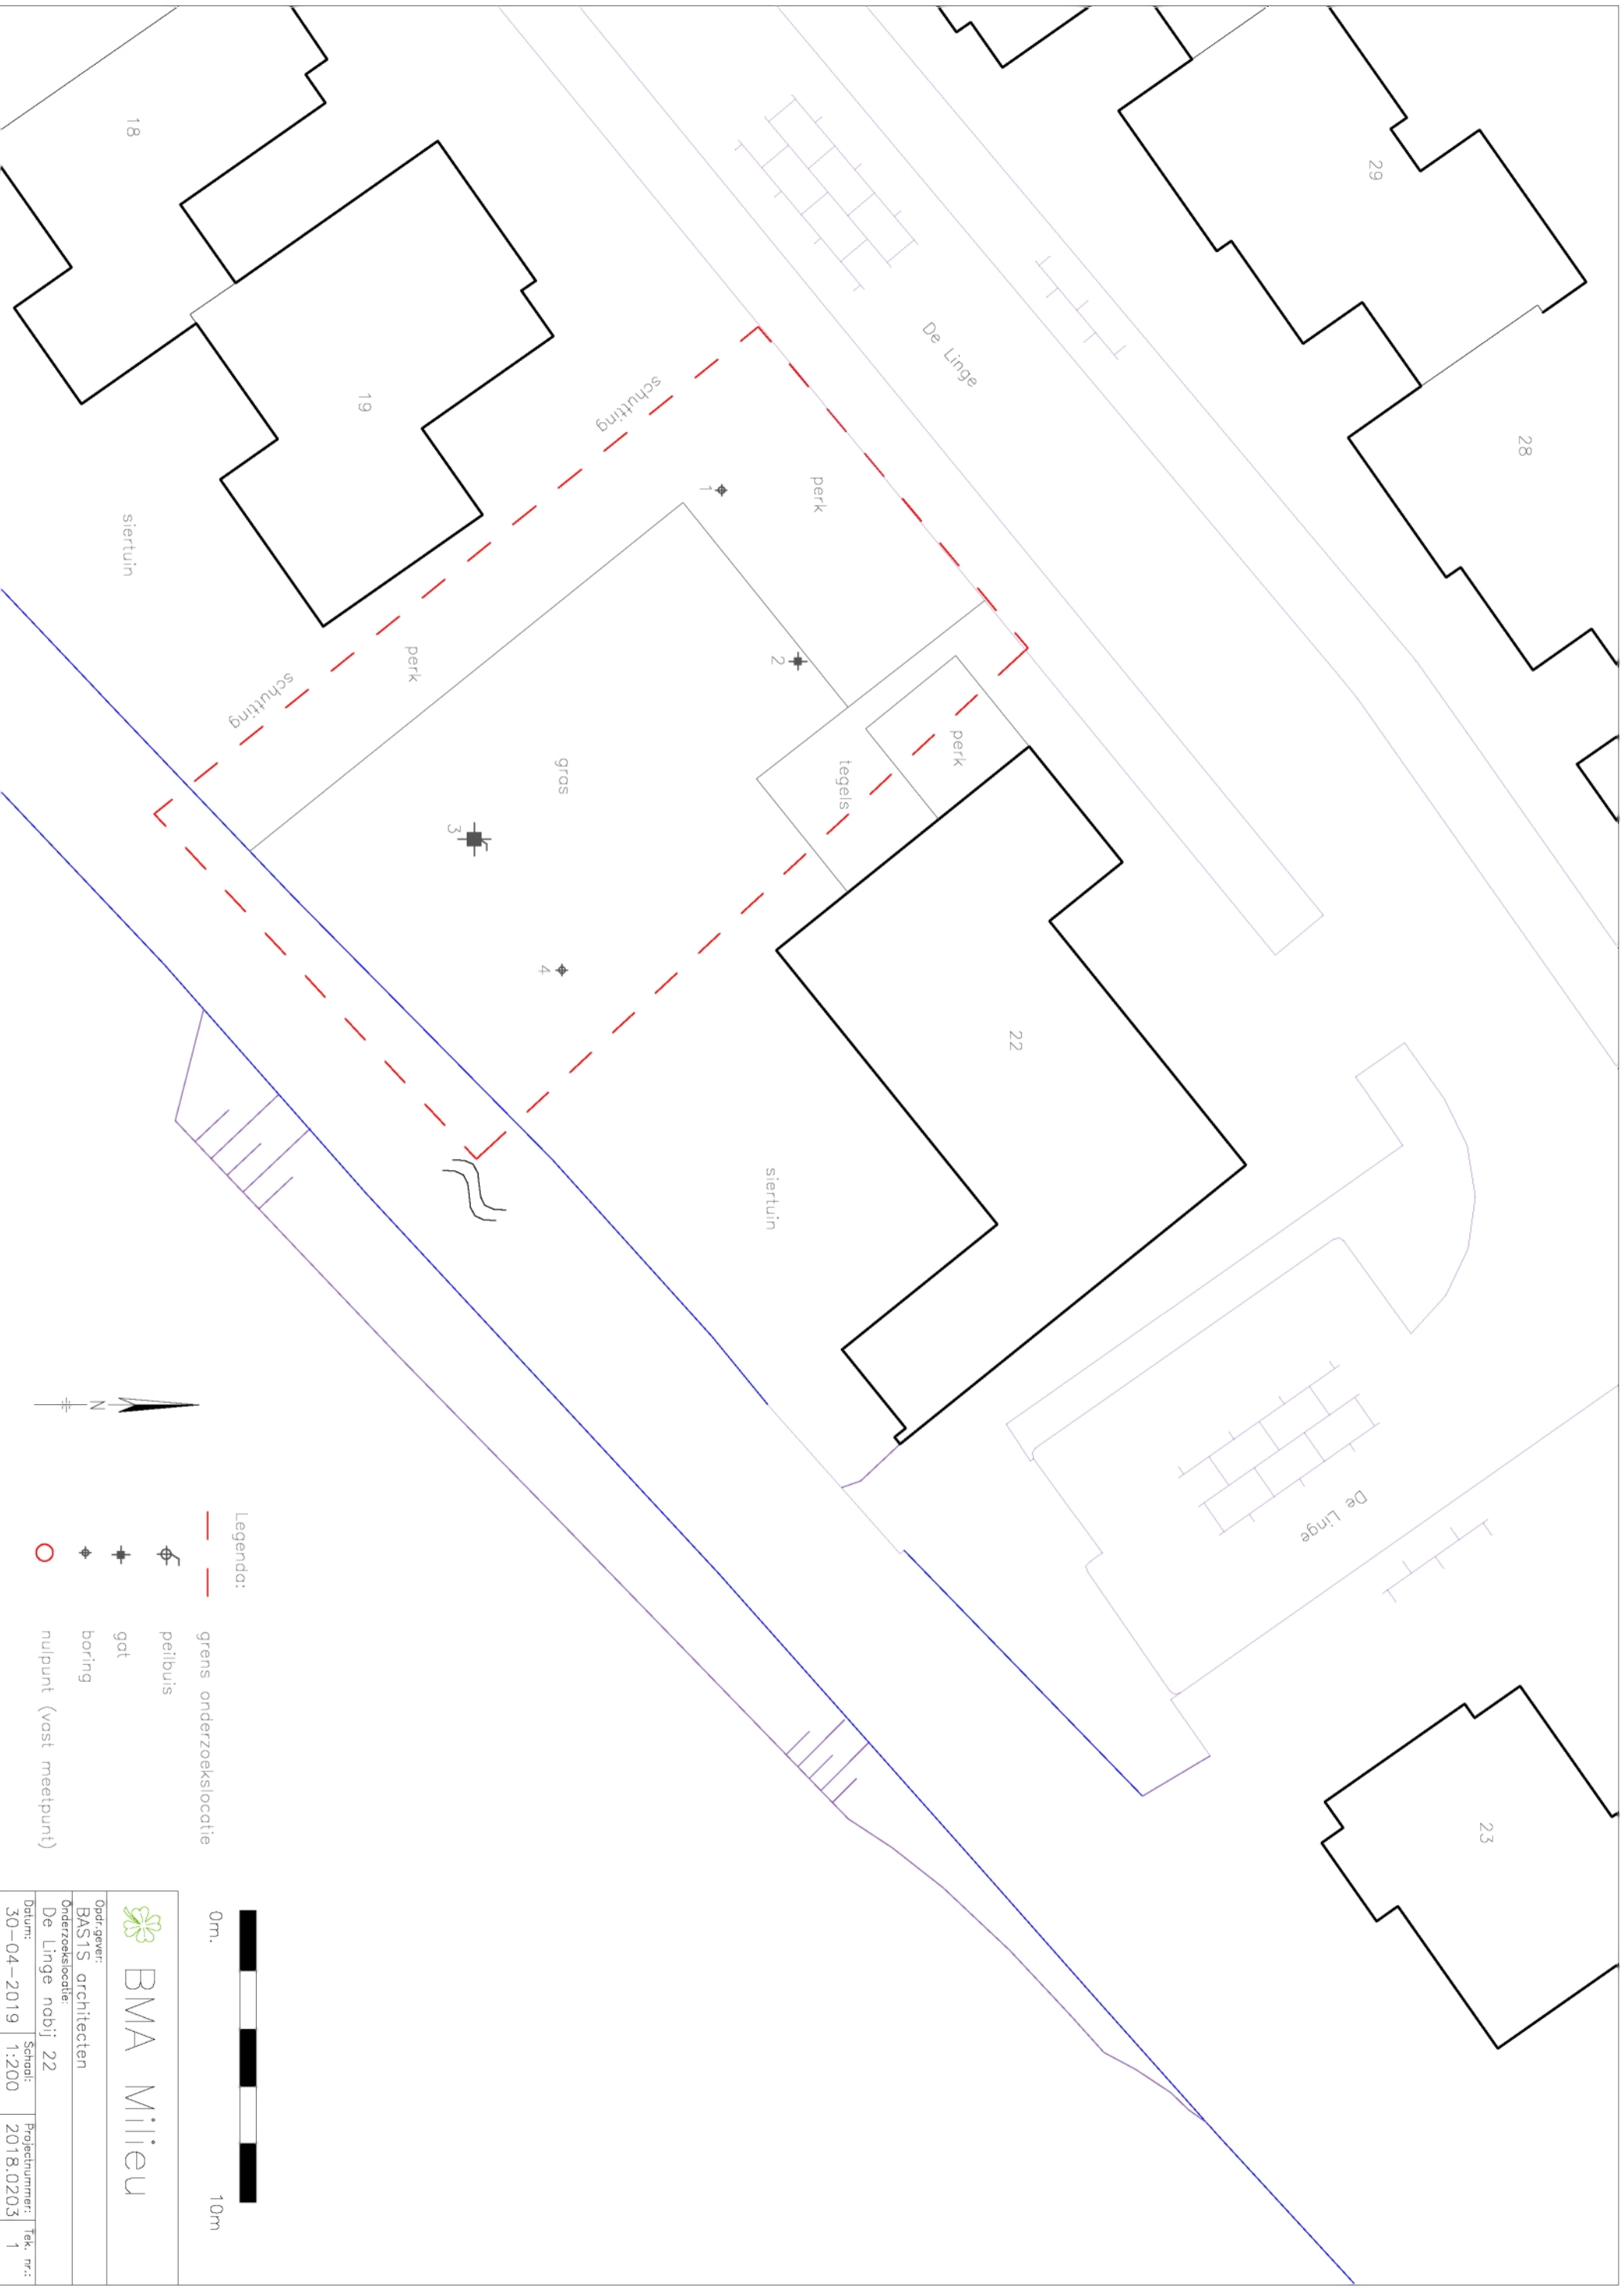 29
28
De Linge
18
19
schutting
perk
1
2
siertuin
perk
schutting
gras
tegels
perk
3
4
22
siertuin
De Linge
23
N
Legenda:
grens onderzoekslocatie
peilbuis
gat
boring
nulpunt (vast meetpunt)
0m. 10m
BMA Milieu
Opdr.gever:
BAS1S architecten
Onderzoekslocatie:
De Linge nabij 22
Datum: Schaal: Projectnummer: Tek. nr.:
30-04-2019 1:200 2018.0203 1